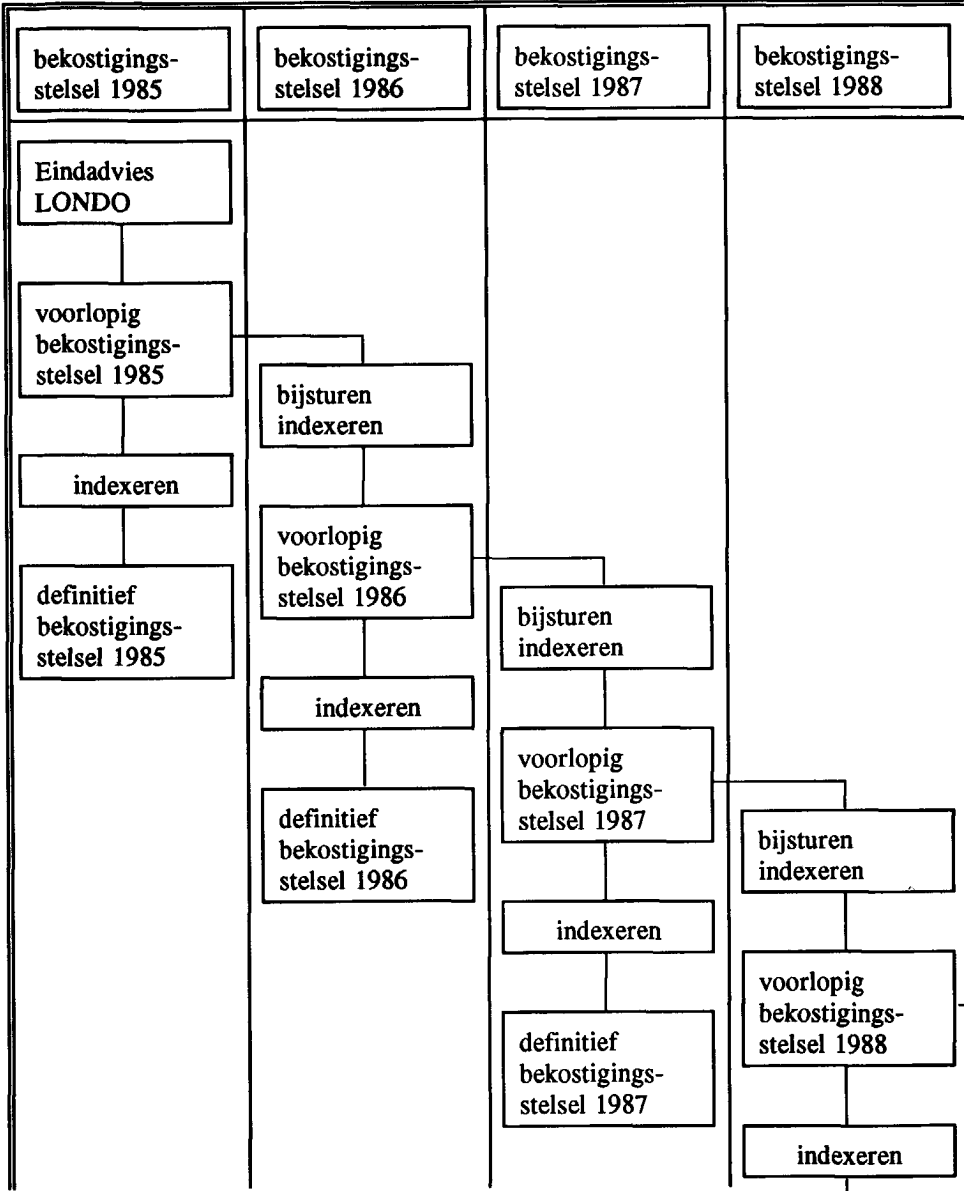 bekostigings-
stelsel 1985
bekostigings-
stelsel 1986
bekostigings-
stelsel 1987
bekostigings-
stelsel 1988
Eindadvies
LONDO
voorlopig
bekostigings-
stelsel 1985
indexeren
definitief
bekostigings-
stelsel 1985
bijsturen
indexeren
voorlopig
bekostigings-
stelsel 1986
indexeren
definitief
bekostigings-
stelsel 1986
bijsturen
indexeren
voorlopig
bekostigings-
stelsel 1987
indexeren
definitief
bekostigings-
stelsel 1987
bijsturen
indexeren
voorlopig
bekostigings-
stelsel 1988
indexeren